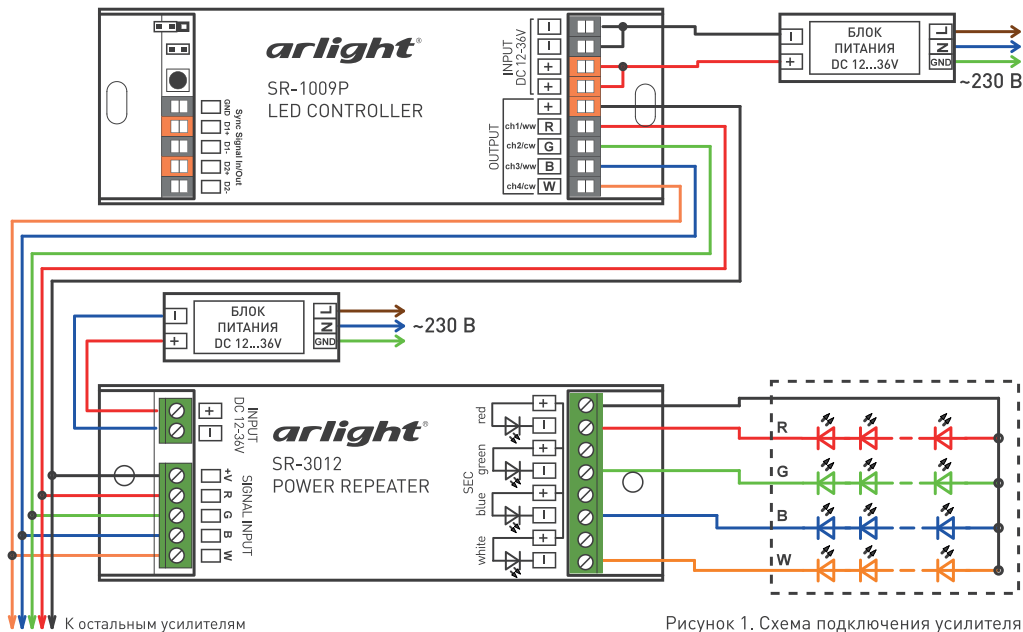 arlight®
SR-1009P
LED CONTROLLER
GND
D1+
D1-
D2+
D2-
Sync Signal In/Out
INPUT
DC 12-36V
−
−
+
+
OUTPUT
+
ch1/ww R
ch2/cw G
ch3/ww B
ch4/cw W
−
+
БЛОК
ПИТАНИЯ
DC 12...36V
L
N
GND
~230 В
−
+
БЛОК
ПИТАНИЯ
DC 12...36V
L
N
GND
~230 В
+
−
INPUT
DC 12-36V
arlight®
SR-3012
POWER REPEATER
+V
R
G
B
W
SIGNAL INPUT
SEC
red
+
−
green
+
−
blue
+
−
white
+
−
R
G
B
W
К остальным усилителям
Рисунок 1. Схема подключения усилителя